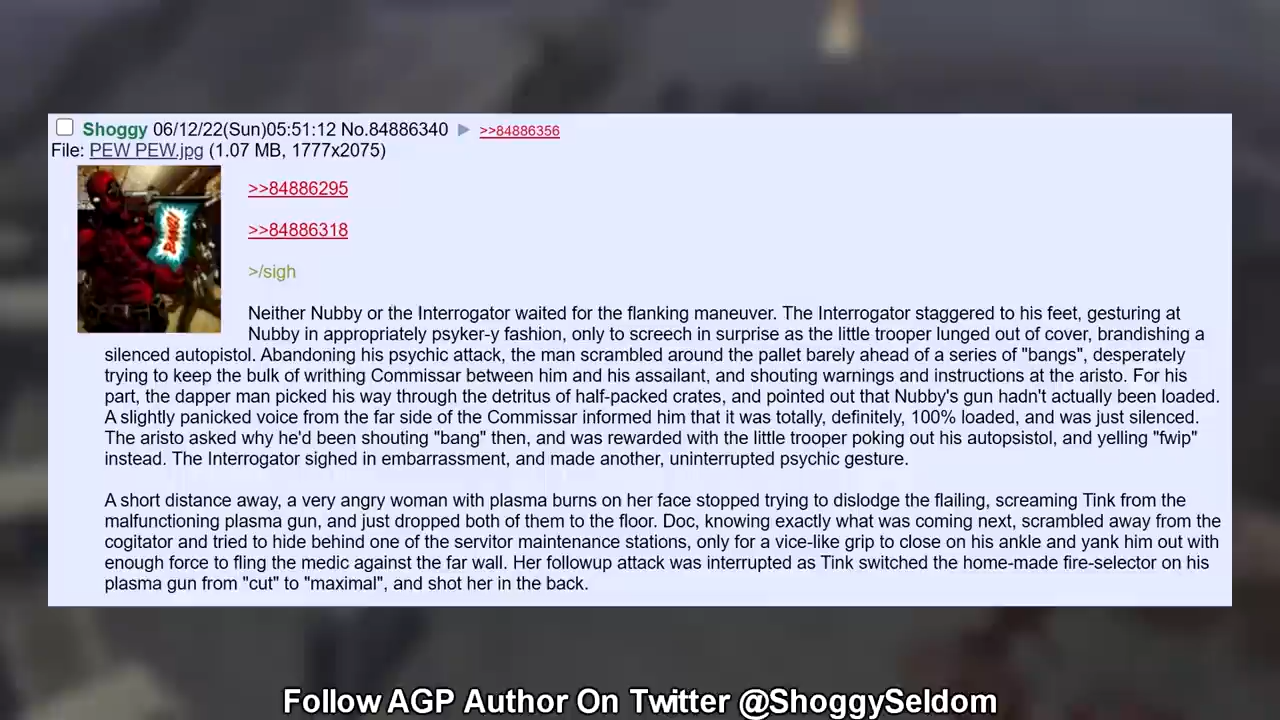 Shoggy 06/12/22(Sun)05:51:12 No.84886340 ▶ >>84886356
File: PEW PEW.jpg (1.07 MB, 1777x2075)
BANG!
>>84886295
>>84886318
>/sigh
Neither Nubby or the Interrogator waited for the flanking maneuver. The Interrogator staggered to his feet, gesturing at
Nubby in appropriately psyker-y fashion, only to screech in surprise as the little trooper lunged out of cover, brandishing a
silenced autopistol. Abandoning his psychic attack, the man scrambled around the pallet barely ahead of a series of "bangs", desperately
trying to keep the bulk of writhing Commissar between him and his assailant, and shouting warnings and instructions at the aristo. For his
part, the dapper man picked his way through the detritus of half-packed crates, and pointed out that Nubby's gun hadn't actually been loaded.
A slightly panicked voice from the far side of the Commissar informed him that it was totally, definitely, 100% loaded, and was just silenced.
The aristo asked why he'd been shouting "bang" then, and was rewarded with the little trooper poking out his autopsistol, and yelling "fwip"
instead. The Interrogator sighed in embarrassment, and made another, uninterrupted psychic gesture.
A short distance away, a very angry woman with plasma burns on her face stopped trying to dislodge the flailing, screaming Tink from the
malfunctioning plasma gun, and just dropped both of them to the floor. Doc, knowing exactly what was coming next, scrambled away from the
cogitator and tried to hide behind one of the servitor maintenance stations, only for a vice-like grip to close on his ankle and yank him out with
enough force to fling the medic against the far wall. Her followup attack was interrupted as Tink switched the home-made fire-selector on his
plasma gun from "cut" to "maximal", and shot her in the back.
Follow AGP Author On Twitter @ShoggySeldom